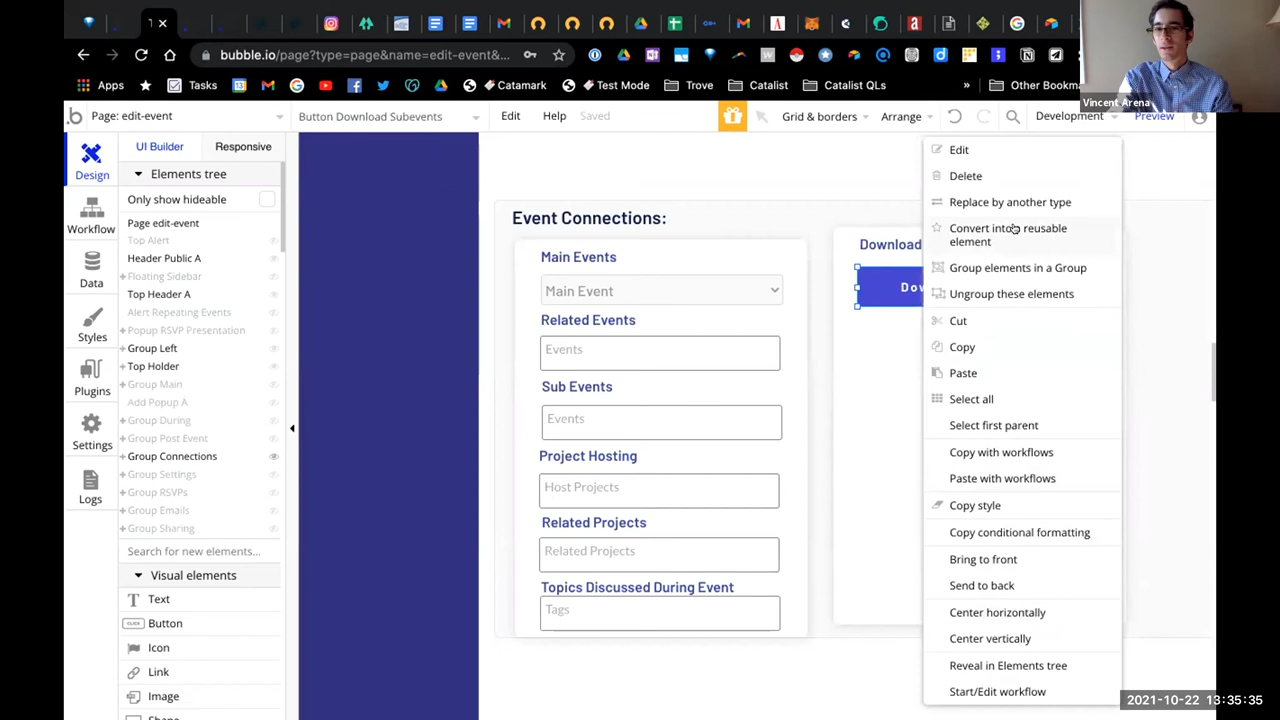 bubble.io/page?type=page&name=edit-event&...
Apps
Tasks
Catamark
Test Mode
Trove
Catalist
Catalist QLs
»
Other Bookma
Vincent Arena
Page: edit-event
Button Download Subevents
Edit
Help
Saved
Grid & borders
Arrange
Development
Preview
Design
Workflow
Data
Styles
Plugins
Settings
Logs
UI Builder
Responsive
Elements tree
Only show hideable
Page edit-event
Top Alert
Header Public A
Floating Sidebar
Top Header A
Alert Repeating Events
Popup RSVP Presentation
Group Left
Top Holder
Group Main
Add Popup A
Group During
Group Post Event
Group Connections
Group Settings
Group RSVPs
Group Emails
Group Sharing
Search for new elements...
Visual elements
Text
Button
Icon
Link
Image
Event Connections:
Main Events
Main Event
Related Events
Events
Sub Events
Events
Project Hosting
Host Projects
Related Projects
Related Projects
Topics Discussed During Event
Tags
Download
Dov
Edit
Delete
Replace by another type
Convert into a reusable
element
Group elements in a Group
Ungroup these elements
Cut
Copy
Paste
Select all
Select first parent
Copy with workflows
Paste with workflows
Copy style
Copy conditional formatting
Bring to front
Send to back
Center horizontally
Center vertically
Reveal in Elements tree
Start/Edit workflow
2021-10-22 13:35:35